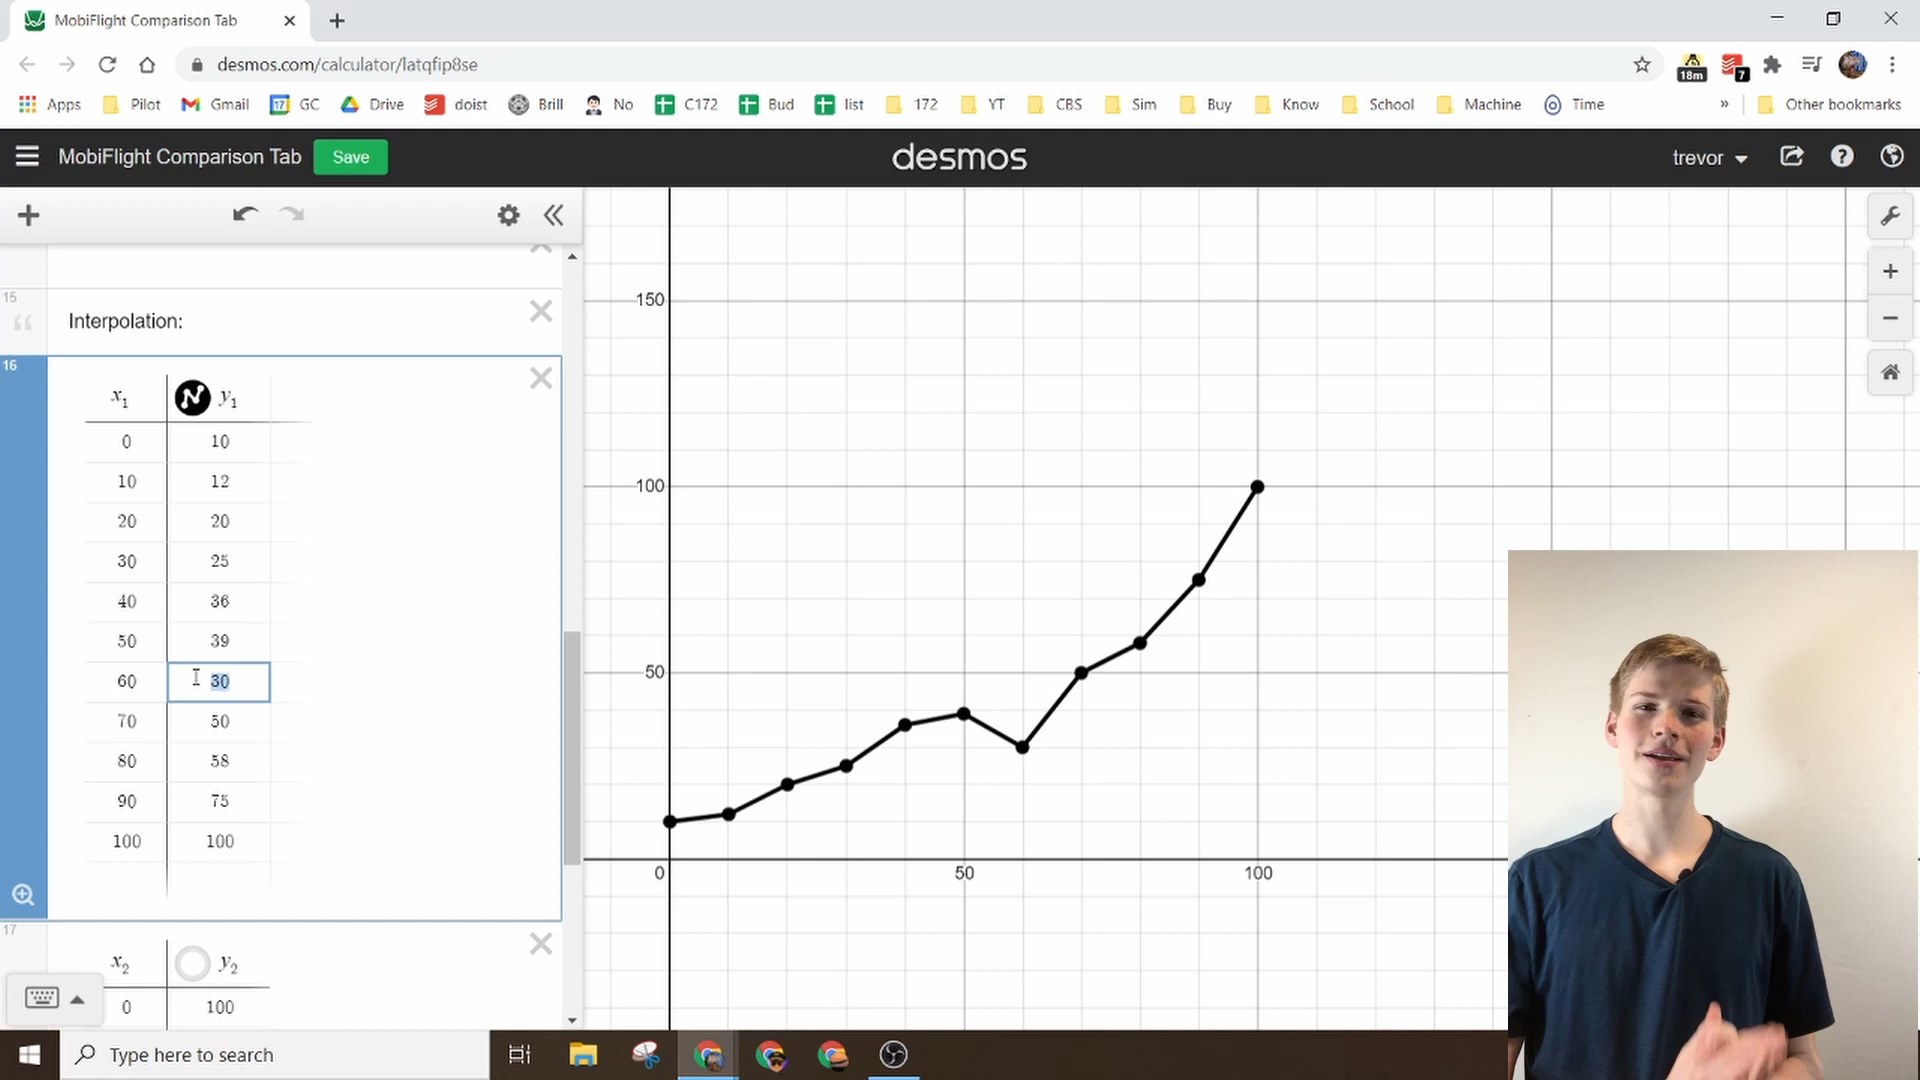 MobiFlight Comparison Tab
desmos.com/calculator/latqfip8se
18m
7
Apps Pilot Gmail 17 GC Drive doist Brill No C172 Bud list 172 YT CBS Sim Buy Know School Machine Time » Other bookmarks
MobiFlight Comparison Tab Save desmos trevor
15
Interpolation:
16
x1 y1
0 10
10 12
20 20
30 25
40 36
50 39
60 30
70 50
80 58
90 75
100 100
17
x2 y2
0 100
150
100
50
0 50 100
Type here to search